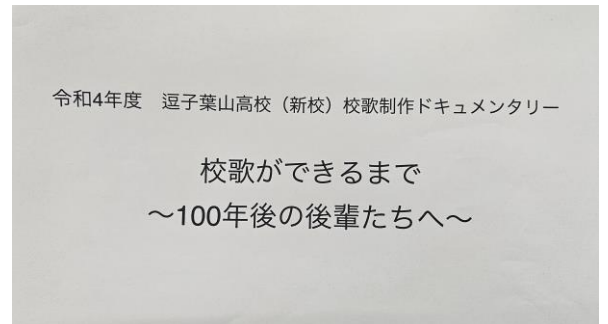 令和4年度　逗子葉山高校（新校）校歌制作ドキュメンタリー
校歌ができるまで
〜100年後の後輩たちへ〜